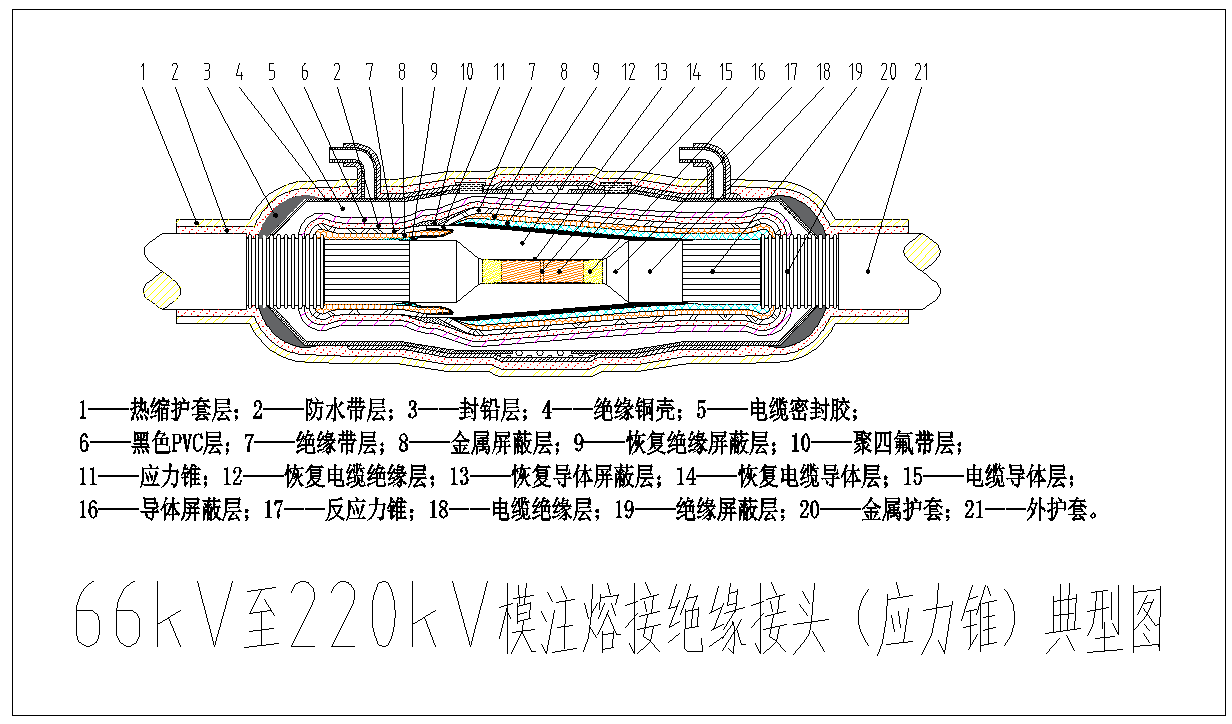 1 2 3 4 5 6 2 7 8 9 10 11 7 8 9 12 13 14 15 16 17 18 19 20 21
1——热缩护套层；2——防水带层；3——封铅层；4——绝缘铜壳；5——电缆密封胶；
6——黑色PVC层；7——绝缘带层；8——金属屏蔽层；9——恢复绝缘屏蔽层；10——聚四氟带层；
11——应力锥；12——恢复电缆绝缘层；13——恢复导体屏蔽层；14——恢复电缆导体层；15——电缆导体层；
16——导体屏蔽层；17——反应力锥；18——电缆绝缘层；19——绝缘屏蔽层；20——金属护套；21——外护套。
66kV至220kV模注熔接绝缘接头（应力锥）典型图